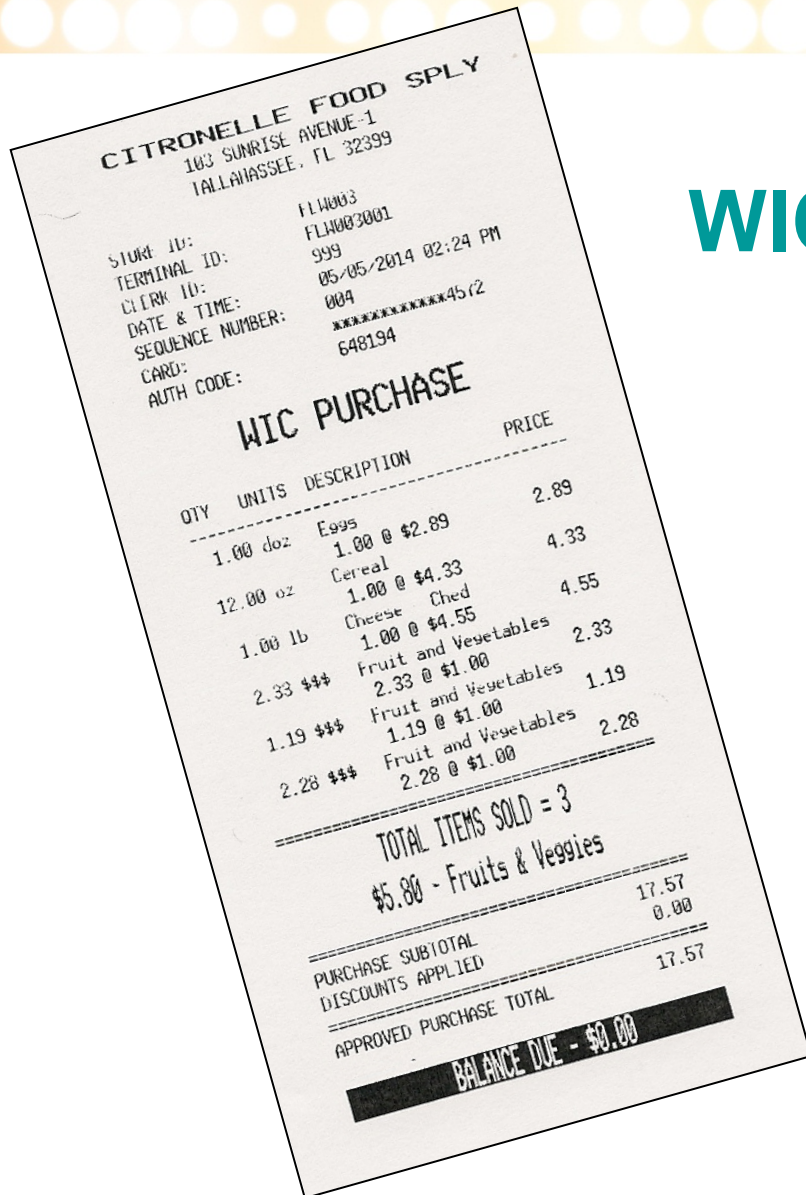 CITRONELLE FOOD SPLY
103 SUNRISE AVENUE-1
TALLAHASSEE, FL 32399
WIC
STORE ID: FLW003
TERMINAL ID: FLW003001
CLERK ID: 999
DATE & TIME: 05/05/2014 02:24 PM
SEQUENCE NUMBER: 004
CARD: ************4572
AUTH CODE: 648194
WIC PURCHASE
QTY UNITS DESCRIPTION PRICE
1.00 doz Eggs 2.89
1.00 @ $2.89
12.00 oz Cereal 4.33
1.00 @ $4.33
1.00 lb Cheese Ched 4.55
1.00 @ $4.55
2.33 $$$ Fruit and Vegetables 2.33
2.33 @ $1.00
1.19 $$$ Fruit and Vegetables 1.19
1.19 @ $1.00
2.28 $$$ Fruit and Vegetables 2.28
2.28 @ $1.00
TOTAL ITEMS SOLD = 3
$5.80 - Fruits & Veggies
PURCHASE SUBTOTAL 17.57
DISCOUNTS APPLIED 0.00
APPROVED PURCHASE TOTAL 17.57
BALANCE DUE - $0.00